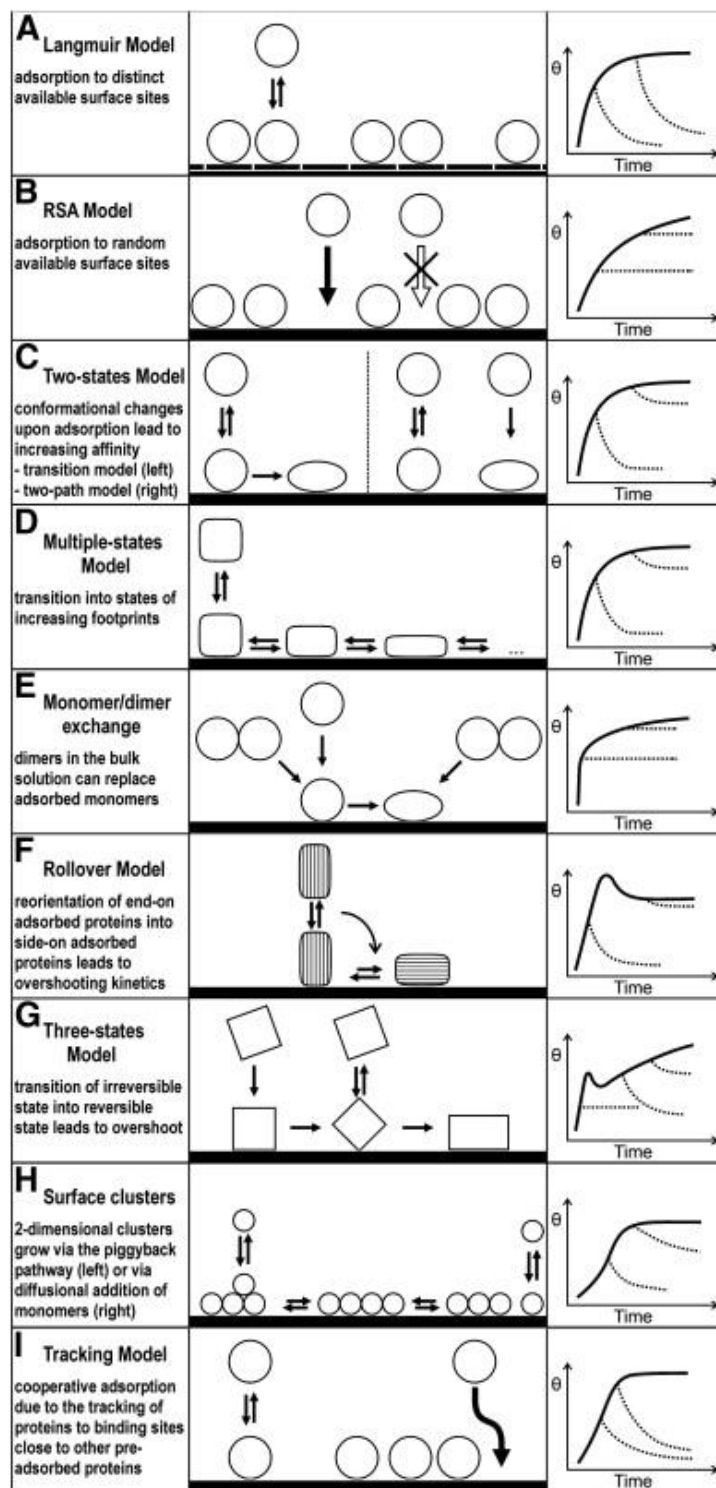 A
Langmuir Model
adsorption to distinct
available surface sites
θ
Time
B
RSA Model
adsorption to random
available surface sites
θ
Time
C
Two-states Model
conformational changes
upon adsorption lead to
increasing affinity
- transition model (left)
- two-path model (right)
θ
Time
D
Multiple-states
Model
transition into states of
increasing footprints
...
θ
Time
E
Monomer/dimer
exchange
dimers in the bulk
solution can replace
adsorbed monomers
θ
Time
F
Rollover Model
reorientation of end-on
adsorbed proteins into
side-on adsorbed
proteins leads to
overshooting kinetics
θ
Time
G
Three-states
Model
transition of irreversible
state into reversible
state leads to overshoot
θ
Time
H
Surface clusters
2-dimensional clusters
grow via the piggyback
pathway (left) or via
diffusional addition of
monomers (right)
θ
Time
I
Tracking Model
cooperative adsorption
due to the tracking of
proteins to binding sites
close to other pre-
adsorbed proteins
θ
Time